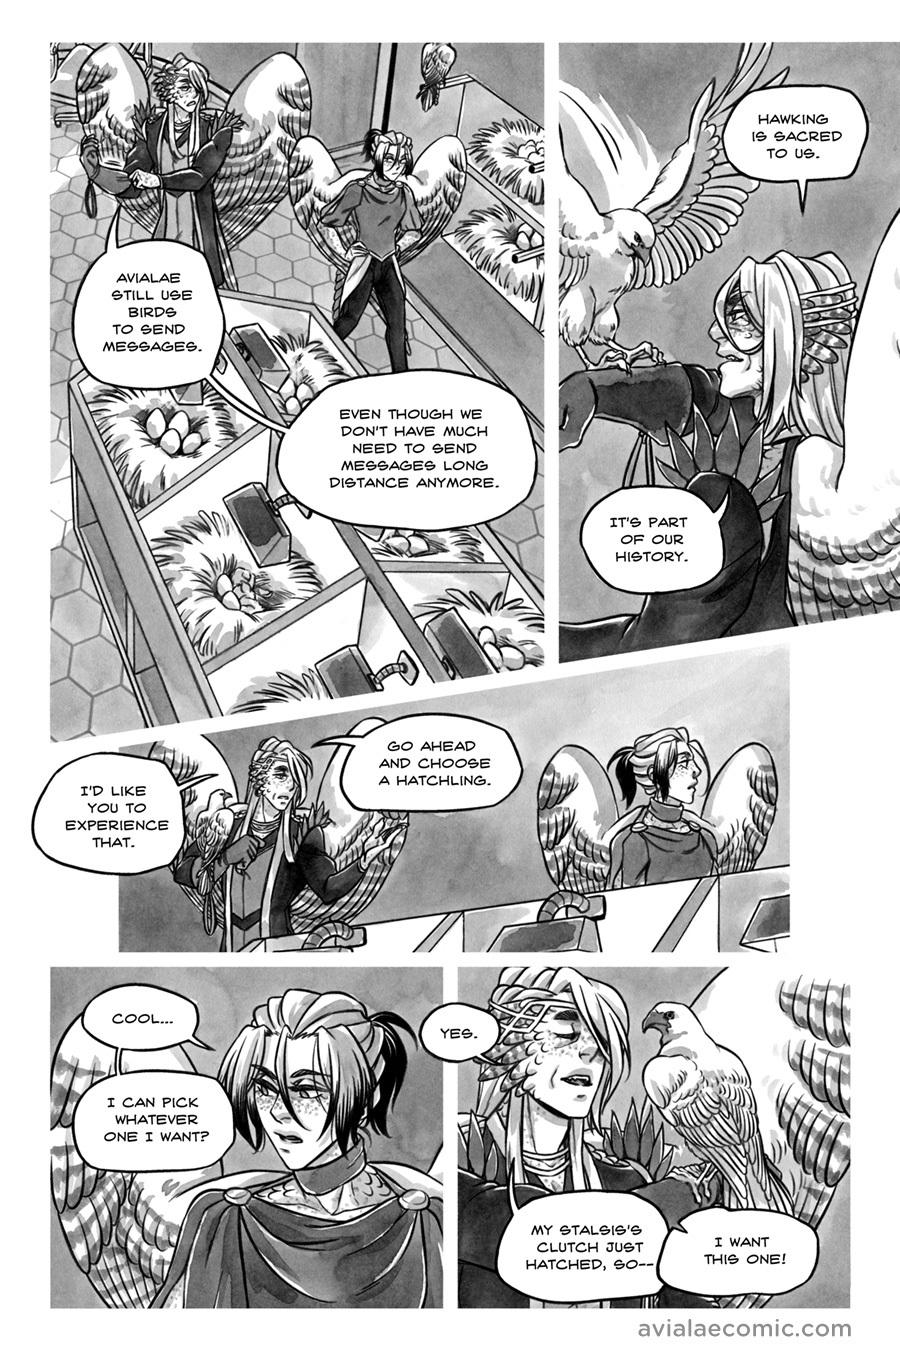 AVIALAE
STILL USE
BIRDS
TO SEND
MESSAGES.
EVEN THOUGH WE
DON'T HAVE MUCH
NEED TO SEND
MESSAGES LONG
DISTANCE ANYMORE.
HAWKING
IS SACRED
TO US.
IT'S PART
OF OUR
HISTORY.
I'D LIKE
YOU TO
EXPERIENCE
THAT.
GO AHEAD
AND CHOOSE
A HATCHLING.
COOL...
I CAN PICK
WHATEVER
ONE I WANT?
YES.
MY STALSIS'S
CLUTCH JUST
HATCHED, SO--
I WANT
THIS ONE!
avialaecomic.com